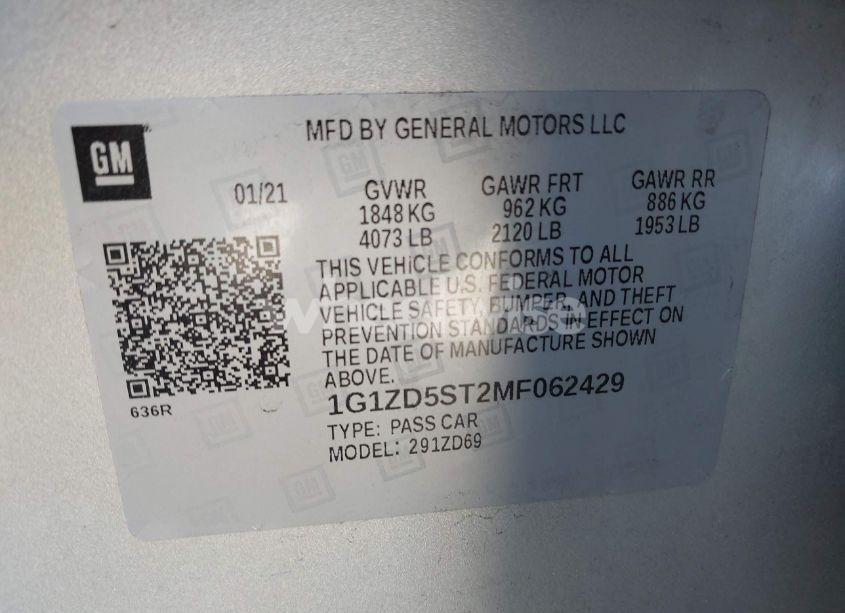 GM
MFD BY GENERAL MOTORS LLC
01/21
GVWR
1848 KG
4073 LB
GAWR FRT
962 KG
2120 LB
GAWR RR
886 KG
1953 LB
THIS VEHICLE CONFORMS TO ALL
APPLICABLE U.S. FEDERAL MOTOR
VEHICLE SAFETY, BUMPER, AND THEFT
PREVENTION STANDARDS IN EFFECT ON
THE DATE OF MANUFACTURE SHOWN
ABOVE.
1G1ZD5ST2MF062429
TYPE: PASS CAR
MODEL: 291ZD69
636R